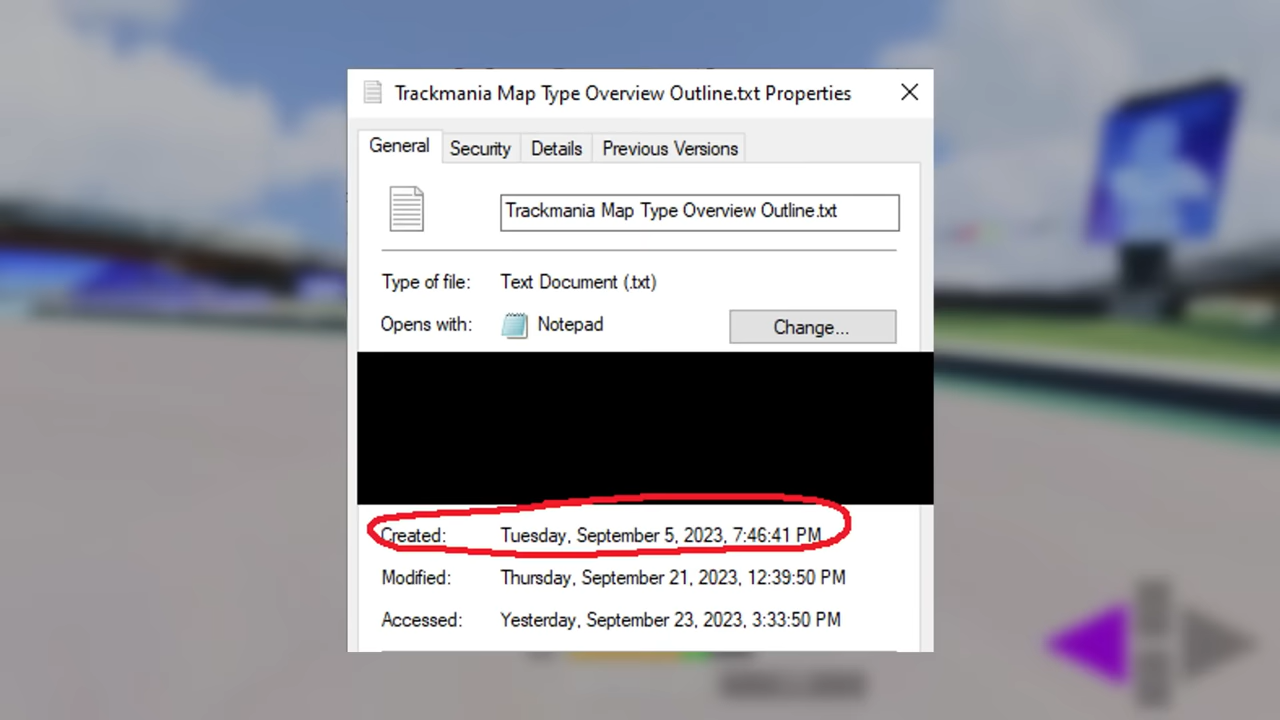 Trackmania Map Type Overview Outline.txt Properties
General Security Details Previous Versions
Trackmania Map Type Overview Outline.txt
Type of file: Text Document (.txt)
Opens with: Notepad Change...
Created: Tuesday, September 5, 2023, 7:46:41 PM
Modified: Thursday, September 21, 2023, 12:39:50 PM
Accessed: Yesterday, September 23, 2023, 3:33:50 PM